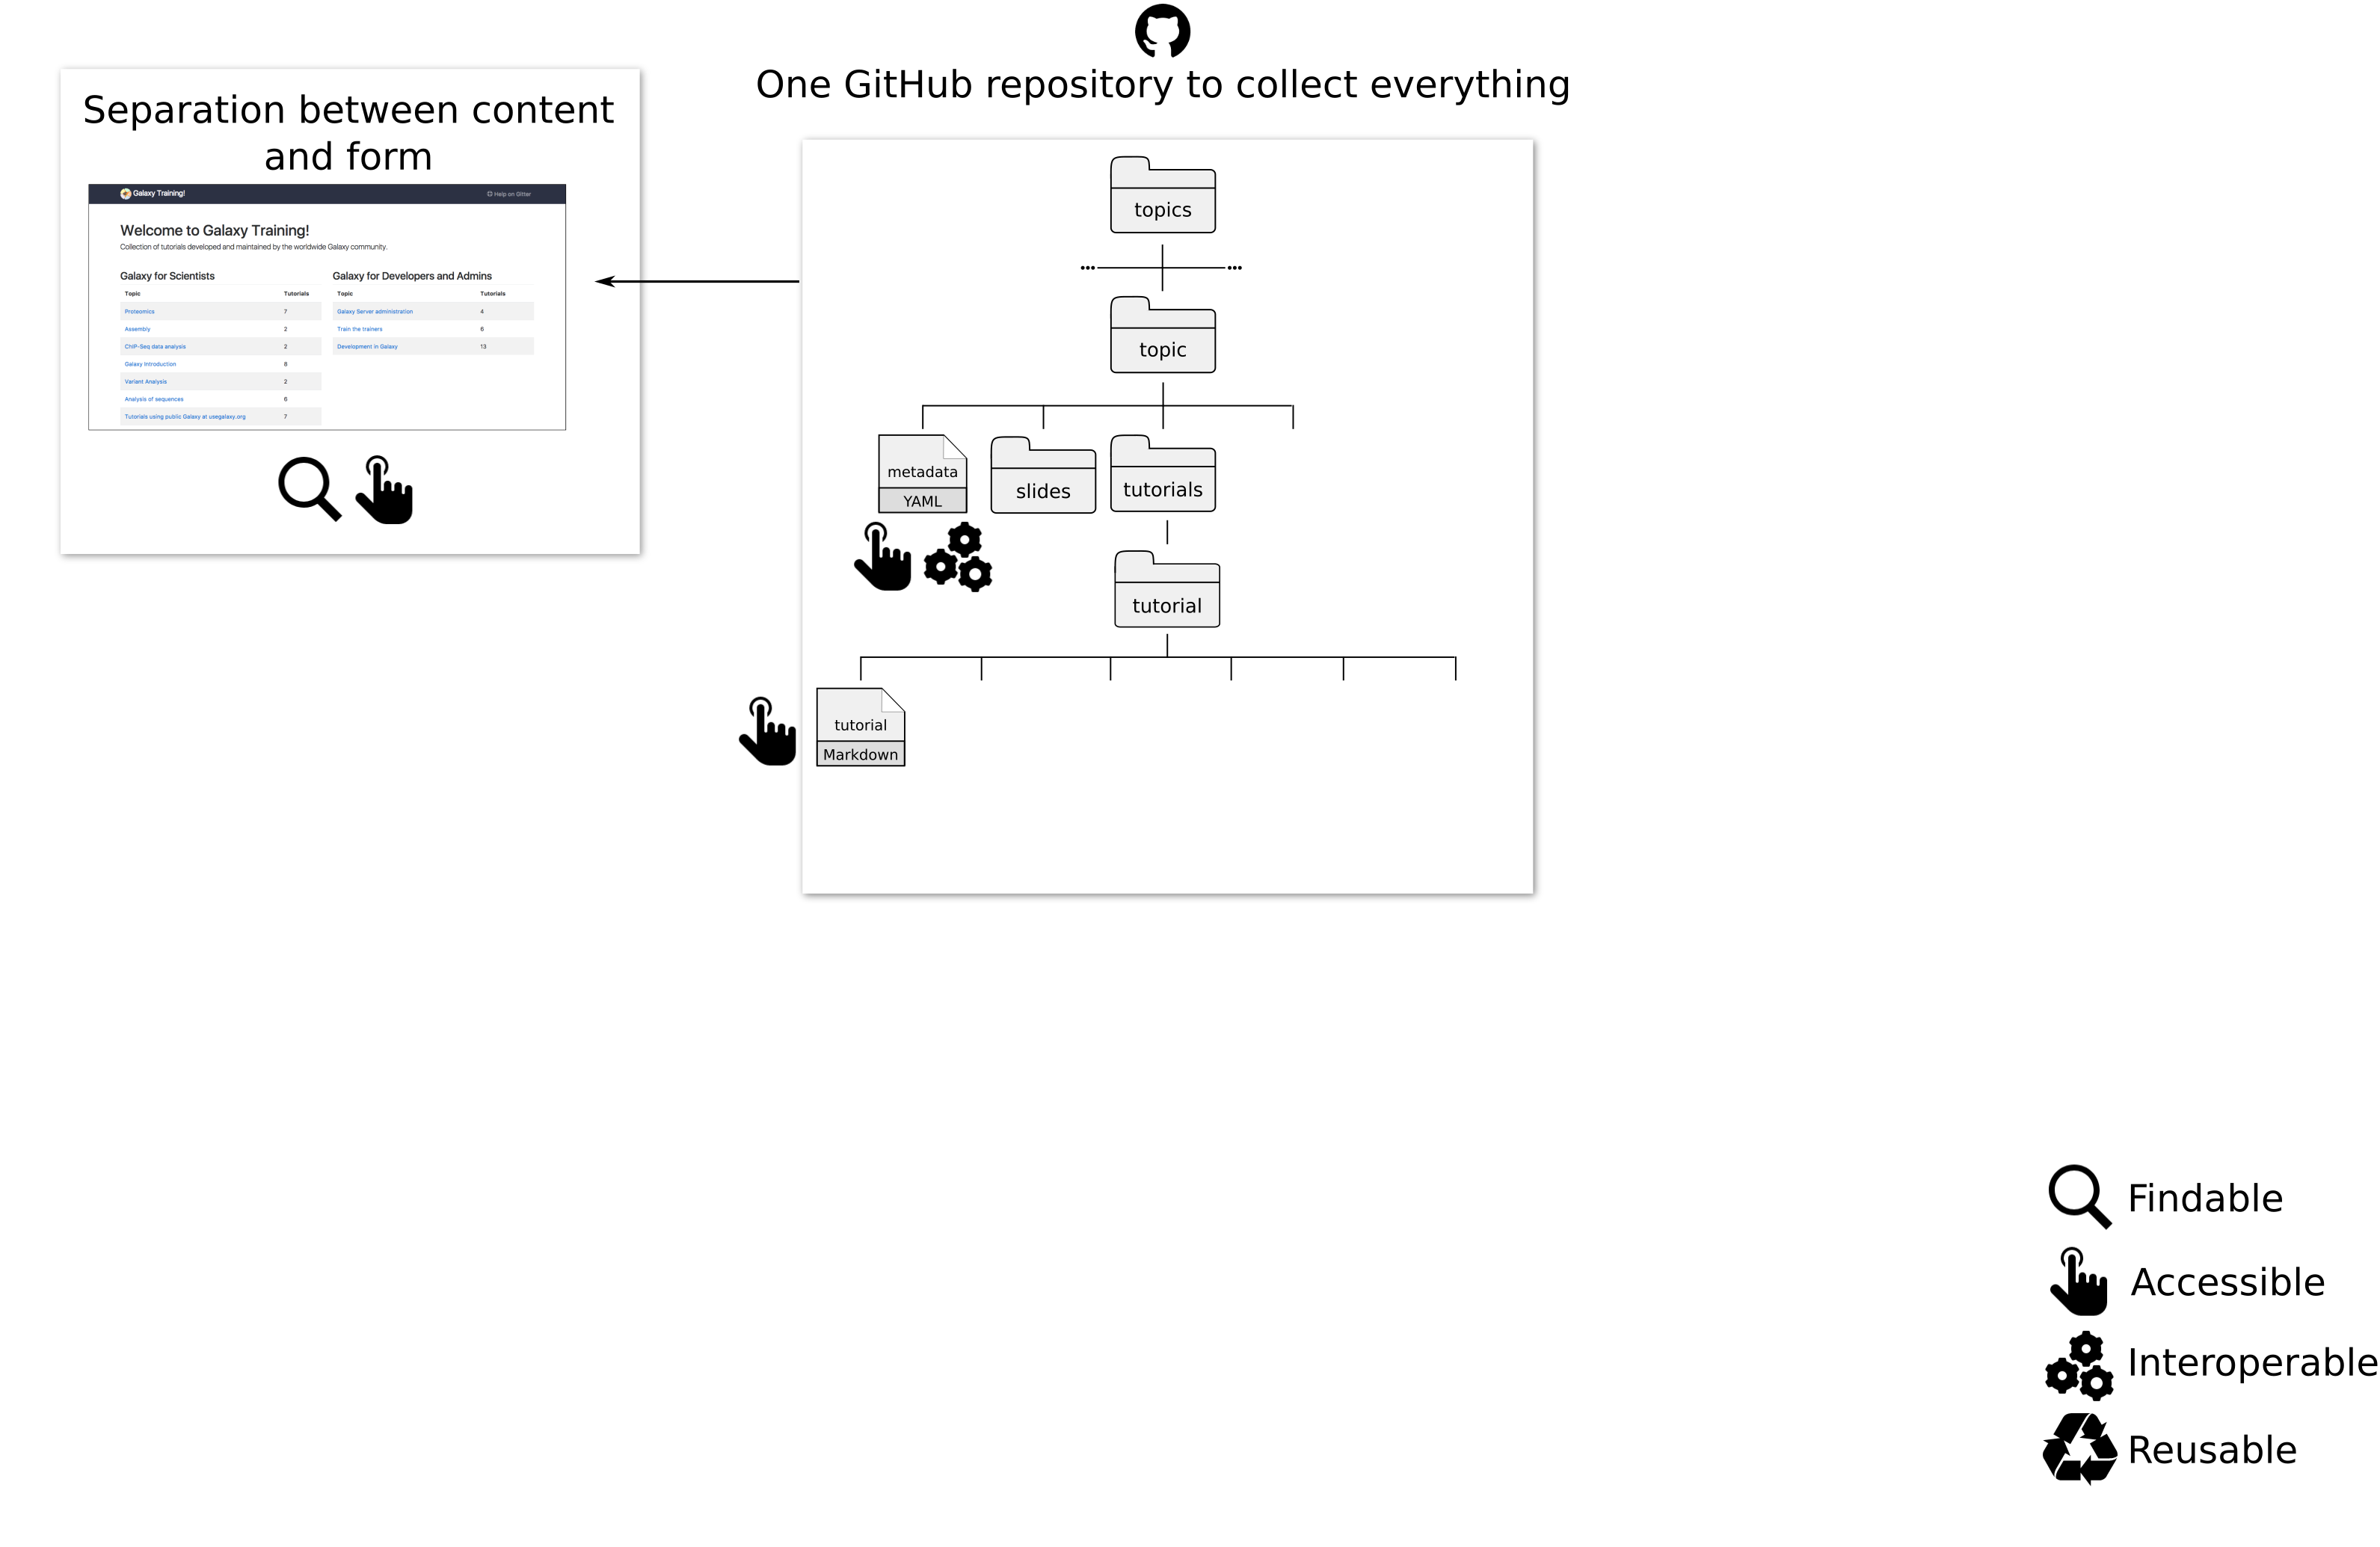 One GitHub repository to collect everything
Separation between content
and form
Galaxy Training!
Help on Gitter
Welcome to Galaxy Training!
Collection of tutorials developed and maintained by the worldwide Galaxy community.
Galaxy for Scientists
Topic Tutorials
Proteomics 7
Assembly 2
ChIP-Seq data analysis 2
Galaxy Introduction 8
Variant Analysis 2
Analysis of sequences 6
Tutorials using public Galaxy at usegalaxy.org 7
Galaxy for Developers and Admins
Topic Tutorials
Galaxy Server administration 4
Train the trainers 6
Development in Galaxy 13
topics
topic
metadata
YAML
slides
tutorials
tutorial
tutorial
Markdown
Findable
Accessible
Interoperable
Reusable